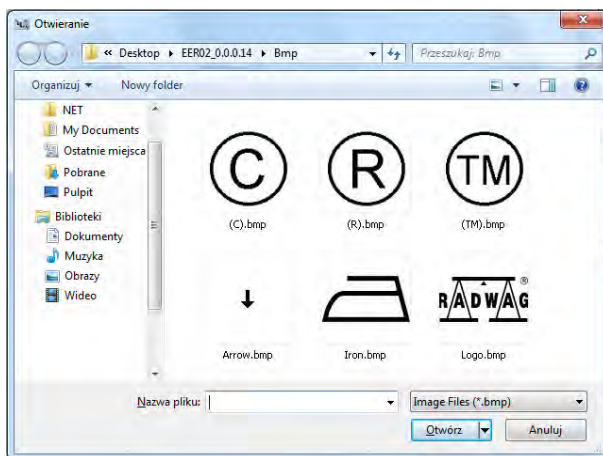 Otwieranie
« Desktop ▸ EER02_0.0.0.14 ▸ Bmp
Przeszukaj: Bmp
Organizuj
Nowy folder
NET
My Documents
Ostatnie miejsca
Pobrane
Pulpit
Biblioteki
Dokumenty
Muzyka
Obrazy
Wideo
C
R
TM
(C).bmp
(R).bmp
(TM).bmp
RADWAG ®
Arrow.bmp
Iron.bmp
Logo.bmp
Nazwa pliku:
Image Files (*.bmp)
Otwórz
Anuluj